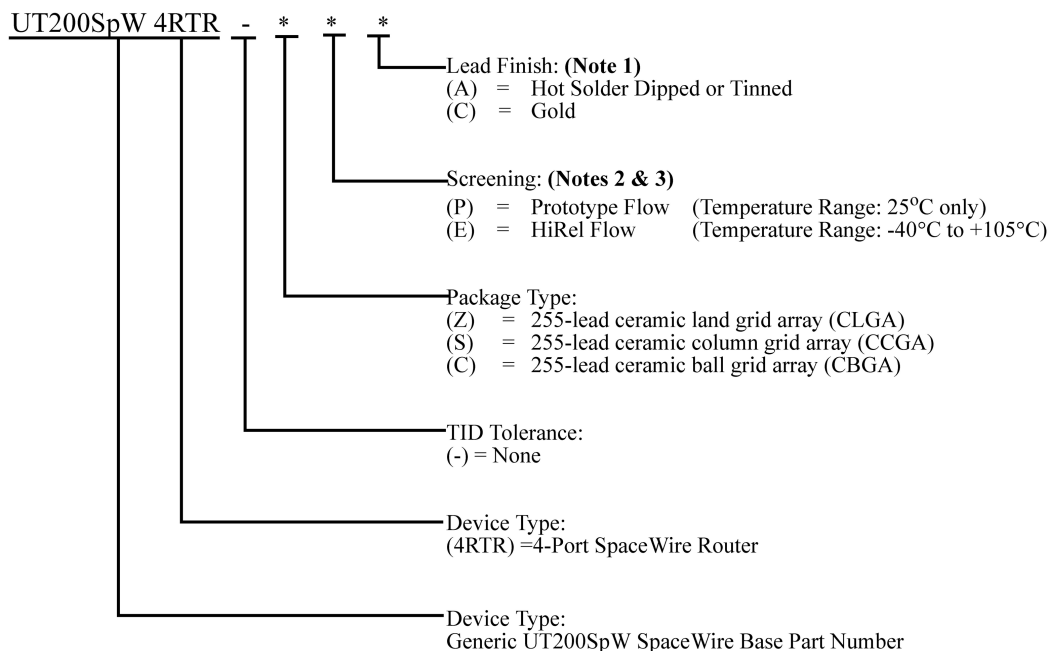 UT200SpW 4RTR - * * *
Lead Finish: (Note 1)
(A) = Hot Solder Dipped or Tinned
(C) = Gold
Screening: (Notes 2 & 3)
(P) = Prototype Flow (Temperature Range: 25°C only)
(E) = HiRel Flow (Temperature Range: -40°C to +105°C)
Package Type:
(Z) = 255-lead ceramic land grid array (CLGA)
(S) = 255-lead ceramic column grid array (CCGA)
(C) = 255-lead ceramic ball grid array (CBGA)
TID Tolerance:
(-) = None
Device Type:
(4RTR) =4-Port SpaceWire Router
Device Type:
Generic UT200SpW SpaceWire Base Part Number